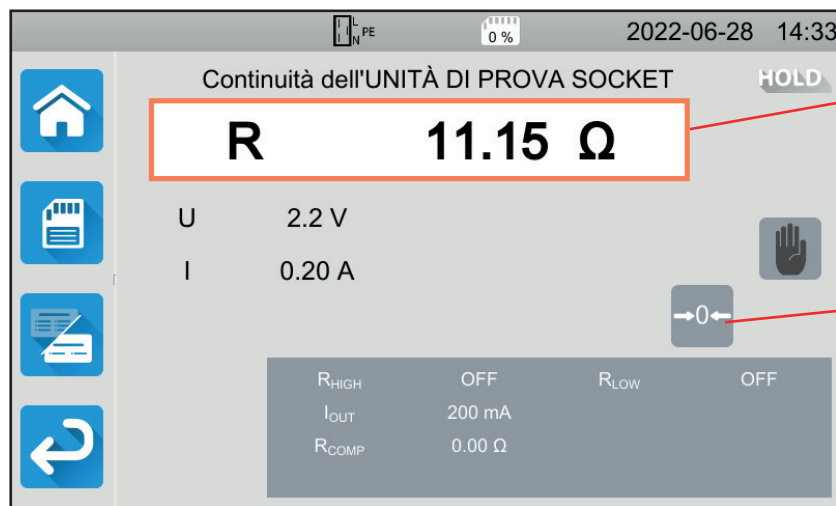 L
N PE
0 %
2022-06-28 14:33
Continuità dell'UNITÀ DI PROVA SOCKET
HOLD
R 11.15 Ω
U 2.2 V
I 0.20 A
→0←
RHIGH OFF RLOW OFF
IOUT 200 mA
RCOMP 0.00 Ω